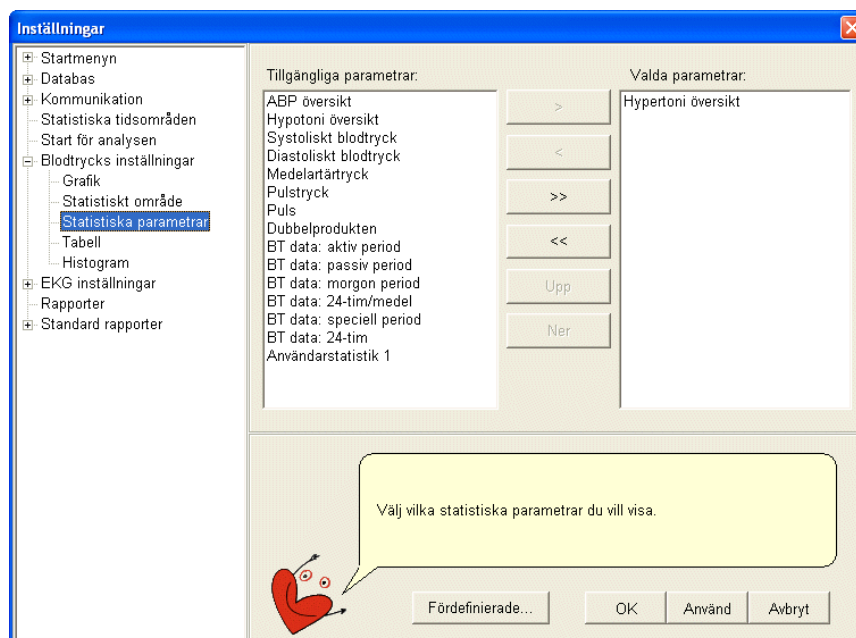 Inställningar
Startmenyn
Databas
Kommunikation
Statistiska tidsområden
Start för analysen
Blodtrycks inställningar
Grafik
Statistiskt område
Statistiska parametrar
Tabell
Histogram
EKG inställningar
Rapporter
Standard rapporter
Tillgängliga parametrar:
ABP översikt
Hypotoni översikt
Systoliskt blodtryck
Diastoliskt blodtryck
Medelartärtryck
Pulstryck
Puls
Dubbelprodukten
BT data: aktiv period
BT data: passiv period
BT data: morgon period
BT data: 24-tim/medel
BT data: speciell period
BT data: 24-tim
Användarstatistik 1
>
<
>>
<<
Upp
Ner
Valda parametrar:
Hypertoni översikt
Välj vilka statistiska parametrar du vill visa.
Fördefinierade...
OK
Använd
Avbryt